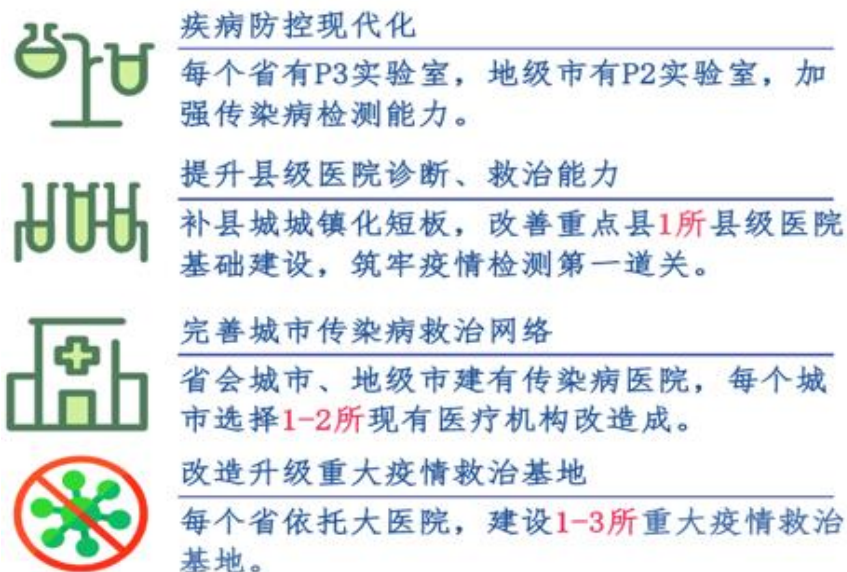 疾病防控现代化
每个省有P3实验室，地级市有P2实验室，加
强传染病检测能力。
提升县级医院诊断、救治能力
补县城城镇化短板，改善重点县1所县级医院
基础建设，筑牢疫情检测第一道关。
完善城市传染病救治网络
省会城市、地级市建有传染病医院，每个城
市选择1-2所现有医疗机构改造成。
改造升级重大疫情救治基地
每个省依托大医院，建设1-3所重大疫情救治
基地。